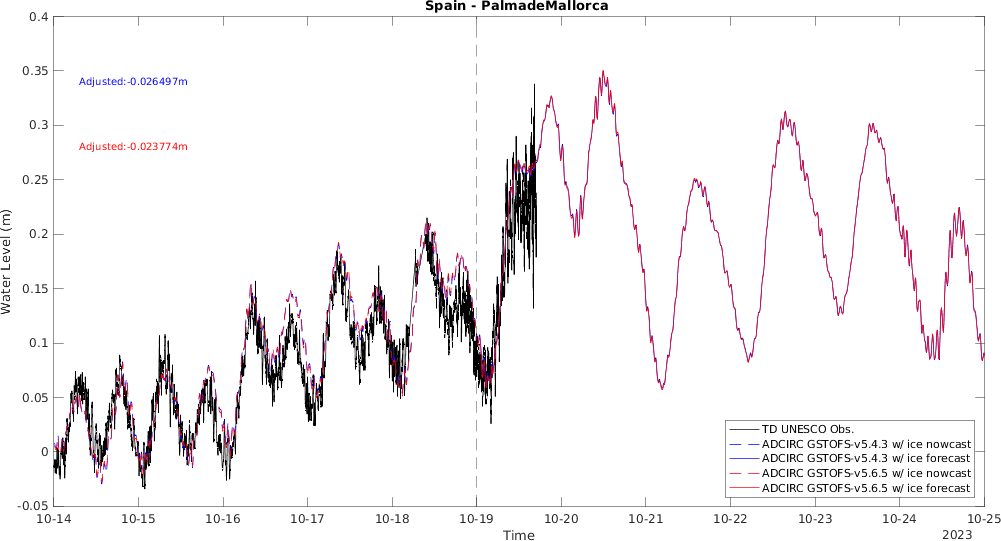 Spain - PalmadeMallorca
0.4
0.35
0.3
0.25
0.2
0.15
0.1
0.05
0
-0.05
Water Level (m)
Adjusted:-0.026497m
Adjusted:-0.023774m
TD UNESCO Obs.
ADCIRC GSTOFS-v5.4.3 w/ ice nowcast
ADCIRC GSTOFS-v5.4.3 w/ ice forecast
ADCIRC GSTOFS-v5.6.5 w/ ice nowcast
ADCIRC GSTOFS-v5.6.5 w/ ice forecast
10-14 10-15 10-16 10-17 10-18 10-19 10-20 10-21 10-22 10-23 10-24 10-25
Time
2023